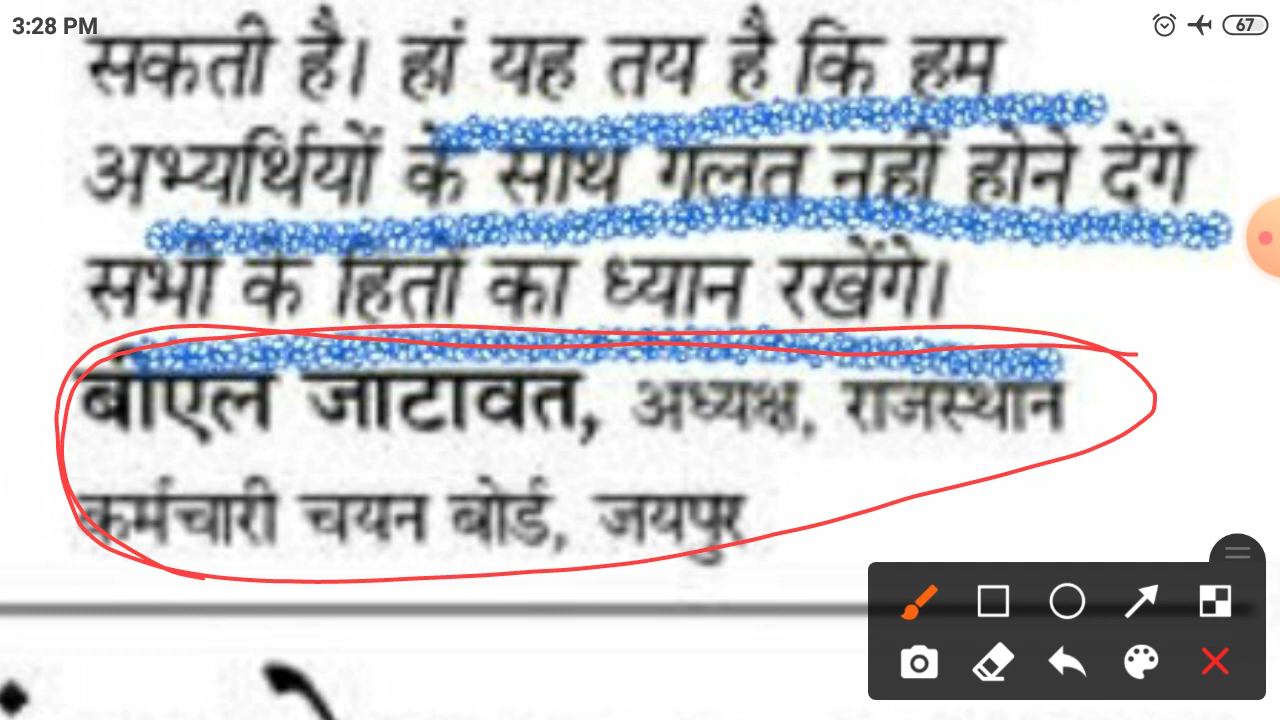 3:28 PM
67
सकती है। हां यह तय है कि हम
अभ्यर्थियों के साथ गलत नहीं होने देंगे
सभी के हितों का ध्यान रखेंगे।
बीएल जाटावत, अध्यक्ष, राजस्थान
कर्मचारी चयन बोर्ड, जयपुर